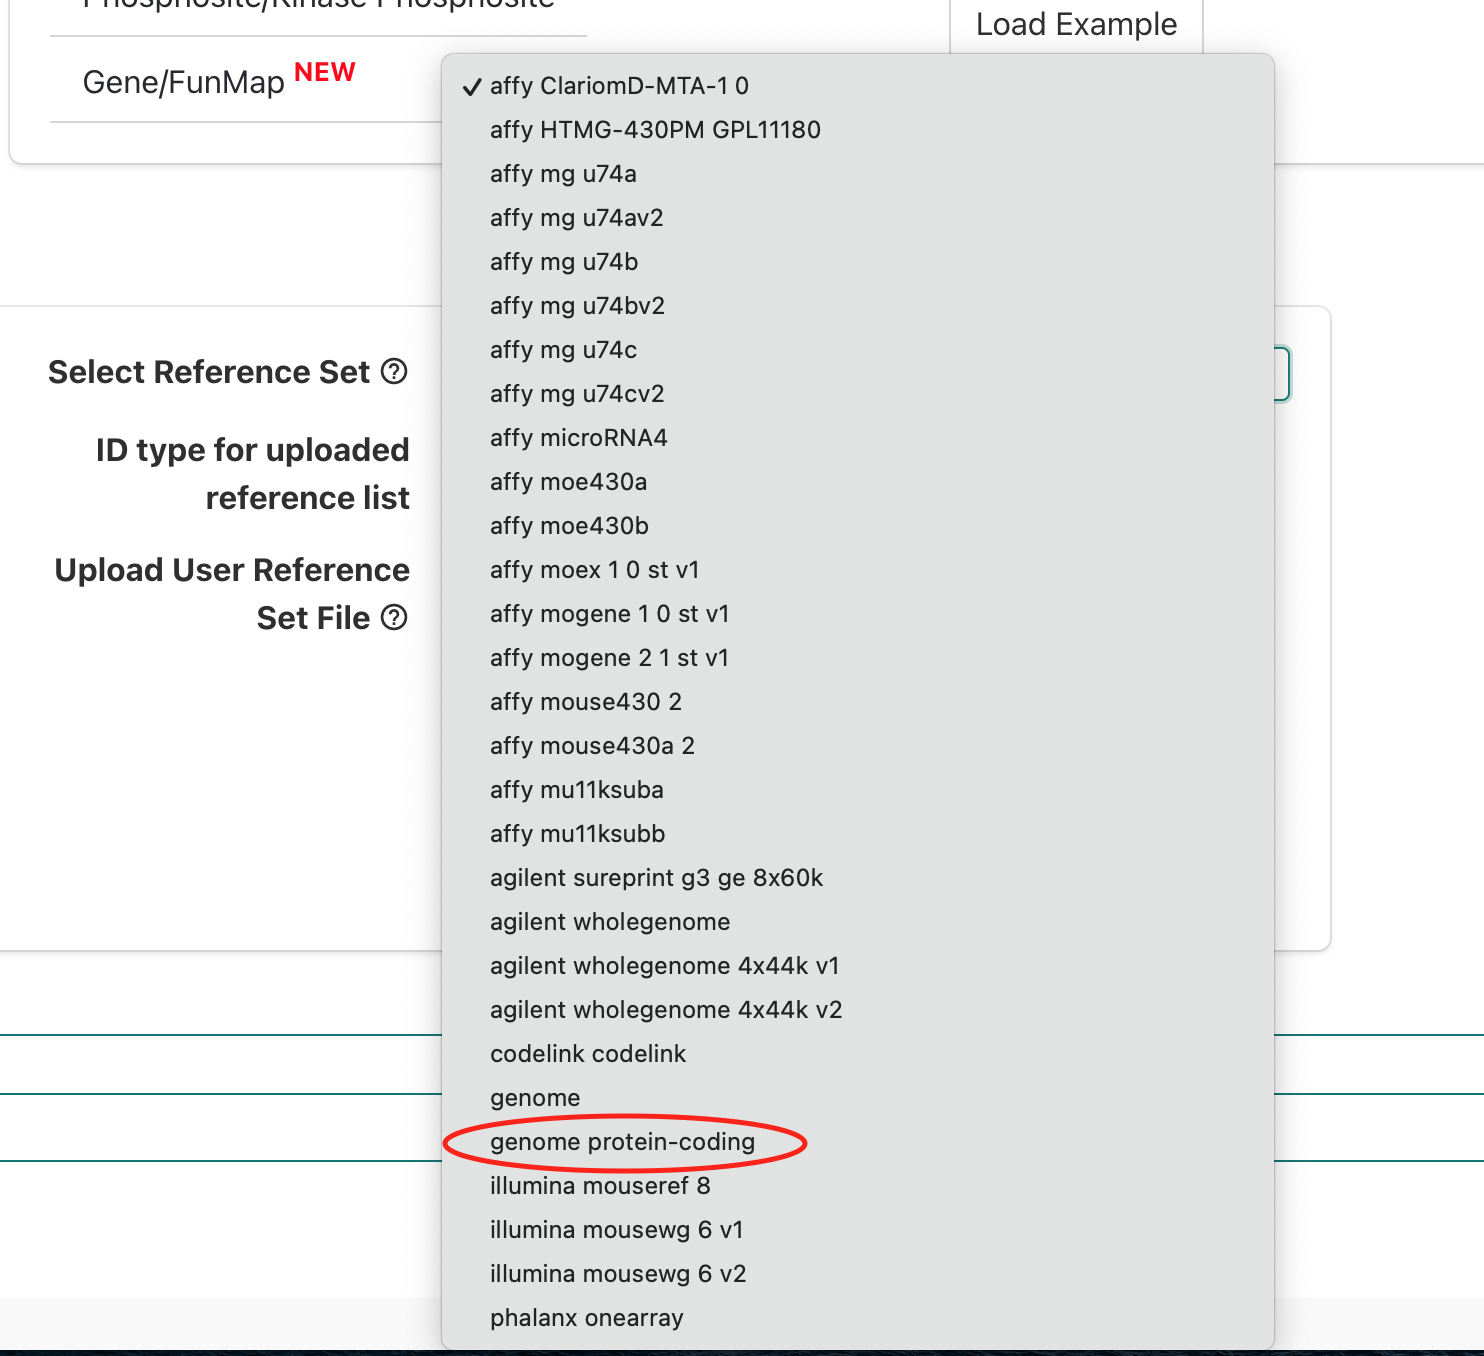 Phosphosite/Kinase Phosphosite
Load Example
Gene/FunMap NEW
✓ affy ClariomD-MTA-1 0
affy HTMG-430PM GPL11180
affy mg u74a
affy mg u74av2
affy mg u74b
affy mg u74bv2
affy mg u74c
affy mg u74cv2
affy microRNA4
affy moe430a
affy moe430b
affy moex 1 0 st v1
affy mogene 1 0 st v1
affy mogene 2 1 st v1
affy mouse430 2
affy mouse430a 2
affy mu11ksuba
affy mu11ksubb
agilent sureprint g3 ge 8x60k
agilent wholegenome
agilent wholegenome 4x44k v1
agilent wholegenome 4x44k v2
codelink codelink
genome
genome protein-coding
illumina mouseref 8
illumina mousewg 6 v1
illumina mousewg 6 v2
phalanx onearray
Select Reference Set ?
ID type for uploaded
reference list
Upload User Reference
Set File ?